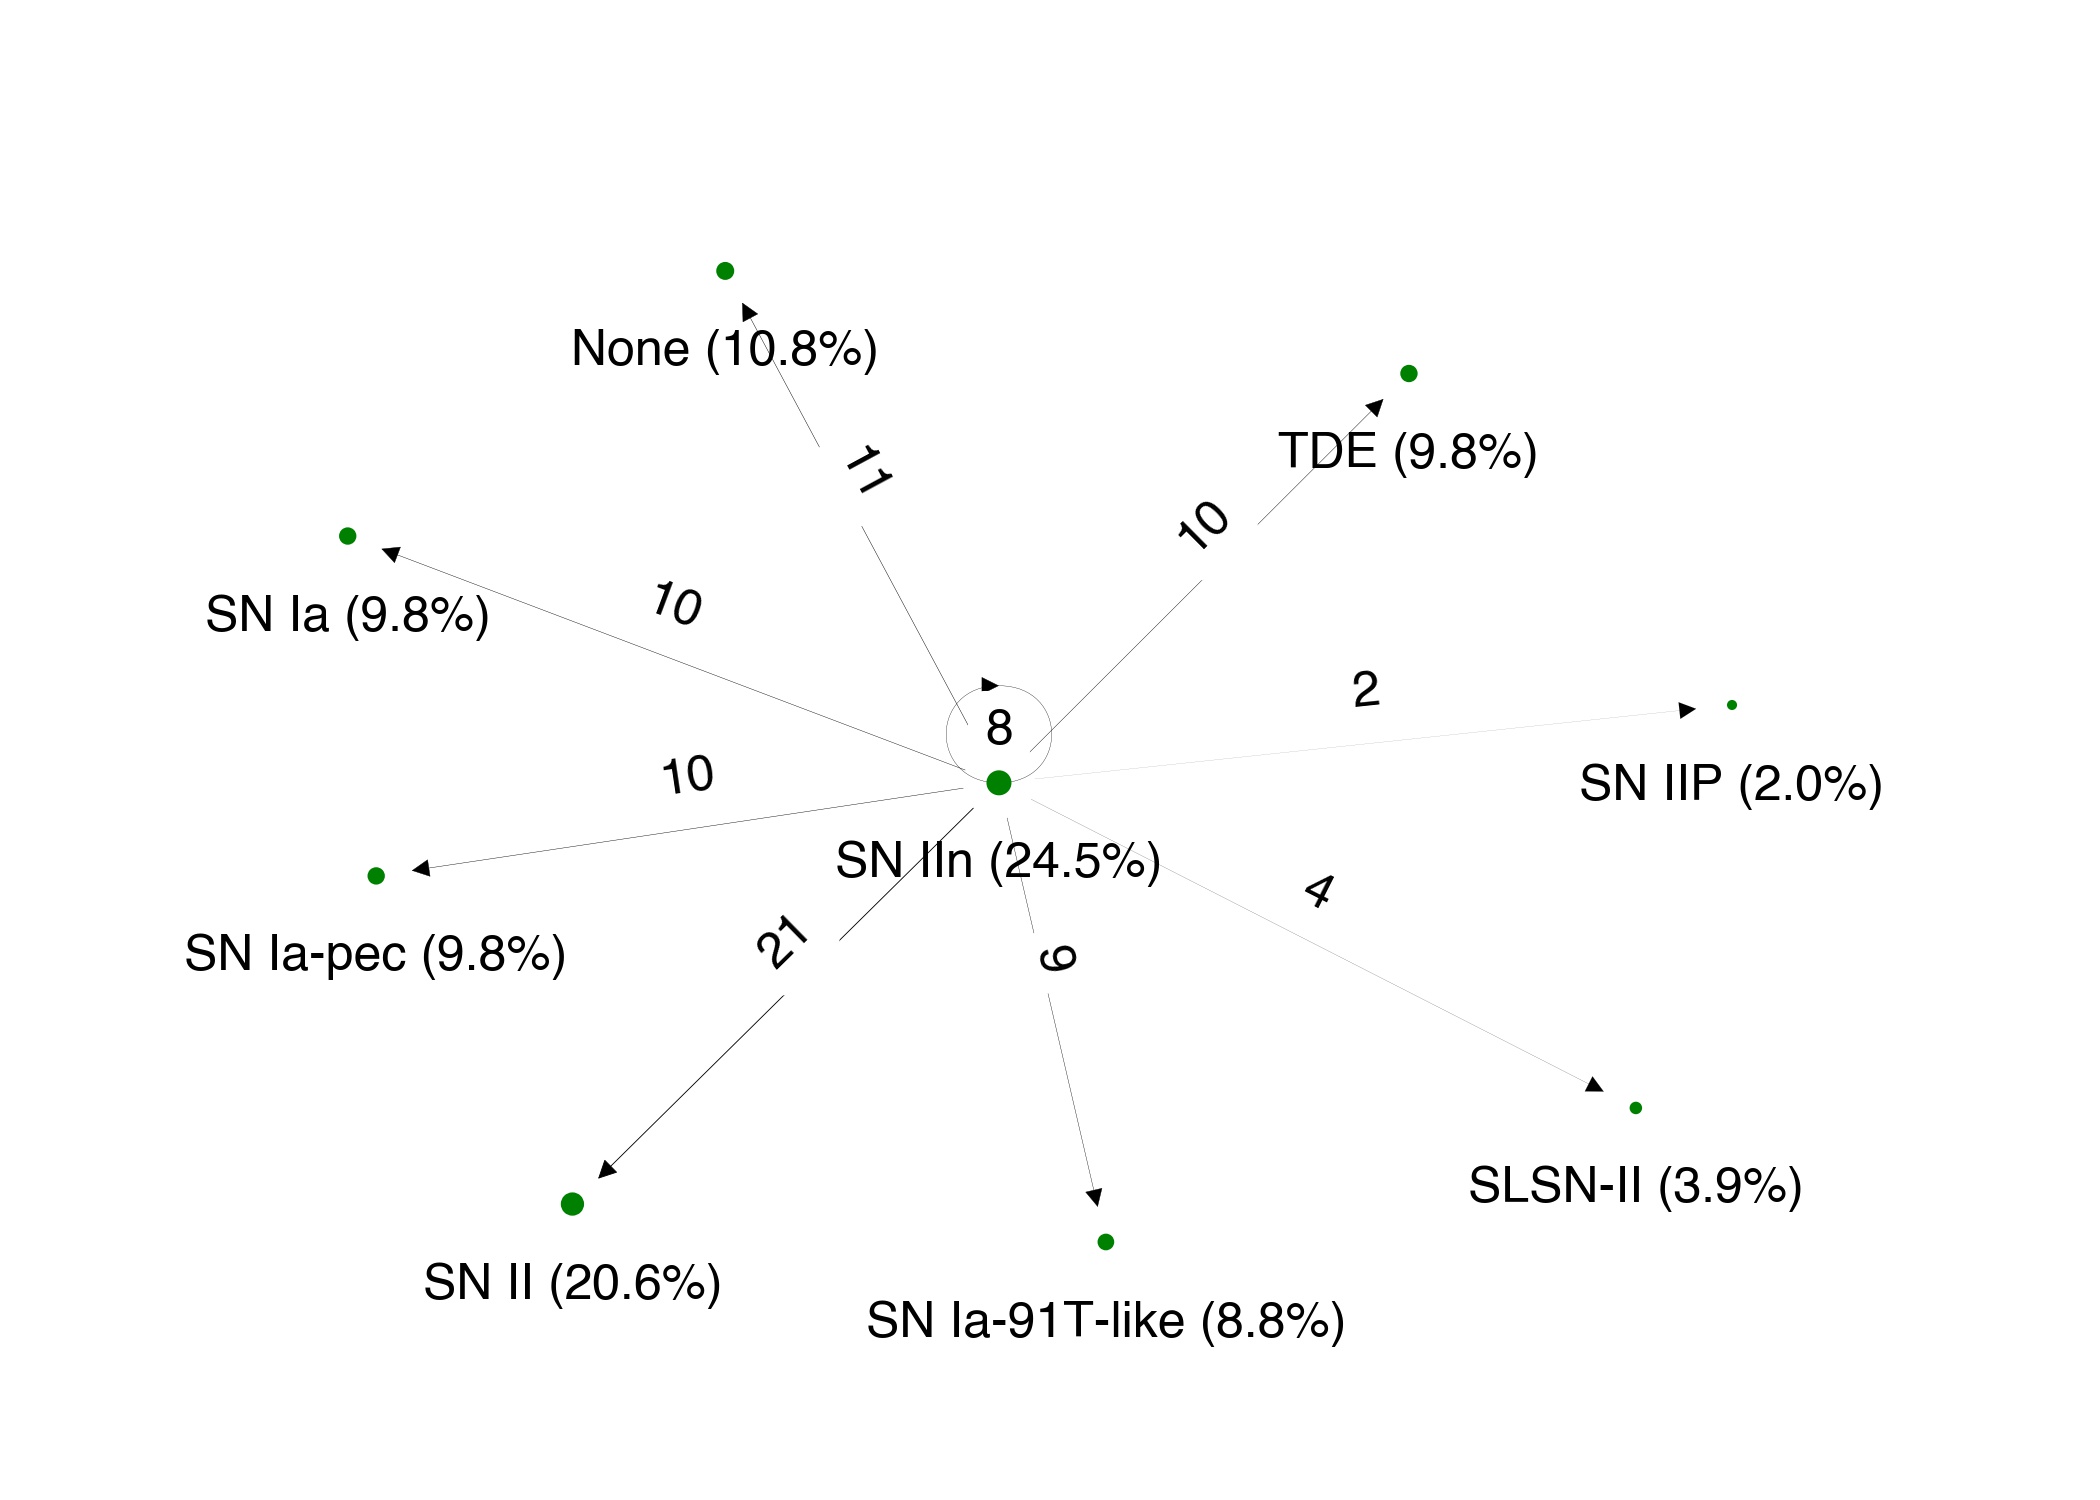 None (10.8%)
TDE (9.8%)
11
10
SN Ia (9.8%)
10
2
8
10
SN IIP (2.0%)
SN IIn (24.5%)
4
SN Ia-pec (9.8%)
21
9
SLSN-II (3.9%)
SN II (20.6%)
SN Ia-91T-like (8.8%)